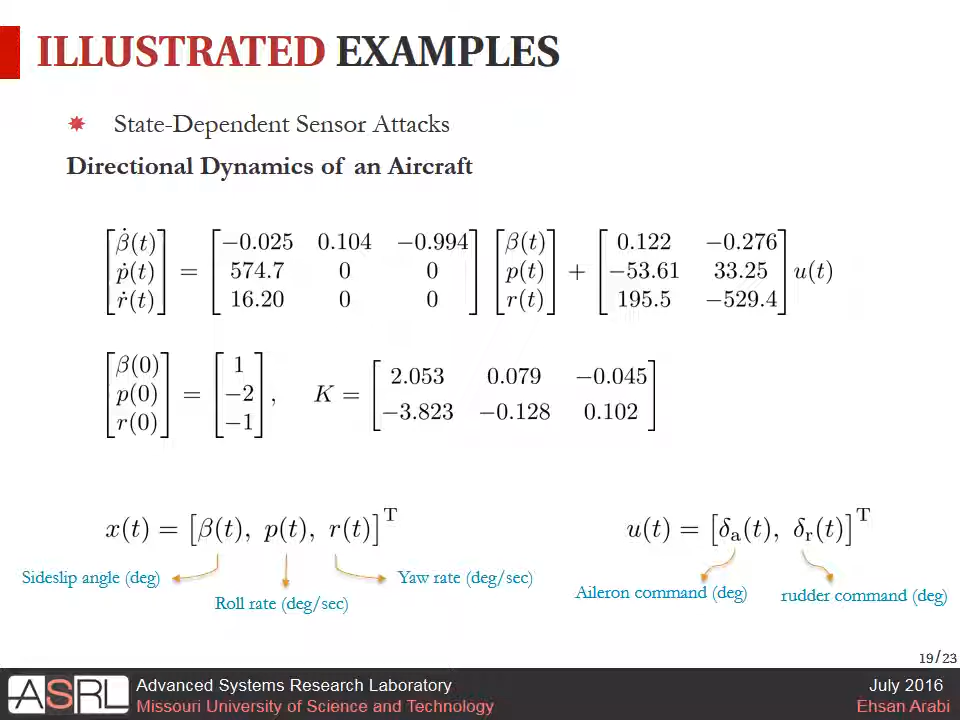 ILLUSTRATED EXAMPLES
✸ State-Dependent Sensor Attacks
Directional Dynamics of an Aircraft
[β̇(t) ; ṗ(t) ; ṙ(t)] = [−0.025 0.104 −0.994 ; 574.7 0 0 ; 16.20 0 0] [β(t) ; p(t) ; r(t)] + [0.122 −0.276 ; −53.61 33.25 ; 195.5 −529.4] u(t)
[β(0) ; p(0) ; r(0)] = [1 ; −2 ; −1], K = [2.053 0.079 −0.045 ; −3.823 −0.128 0.102]
x(t) = [β(t), p(t), r(t)]ᵀ
u(t) = [δₐ(t), δᵣ(t)]ᵀ
Sideslip angle (deg)
Roll rate (deg/sec)
Yaw rate (deg/sec)
Aileron command (deg)
rudder command (deg)
19/23
ASRL
Advanced Systems Research Laboratory
Missouri University of Science and Technology
July 2016
Ehsan Arabi